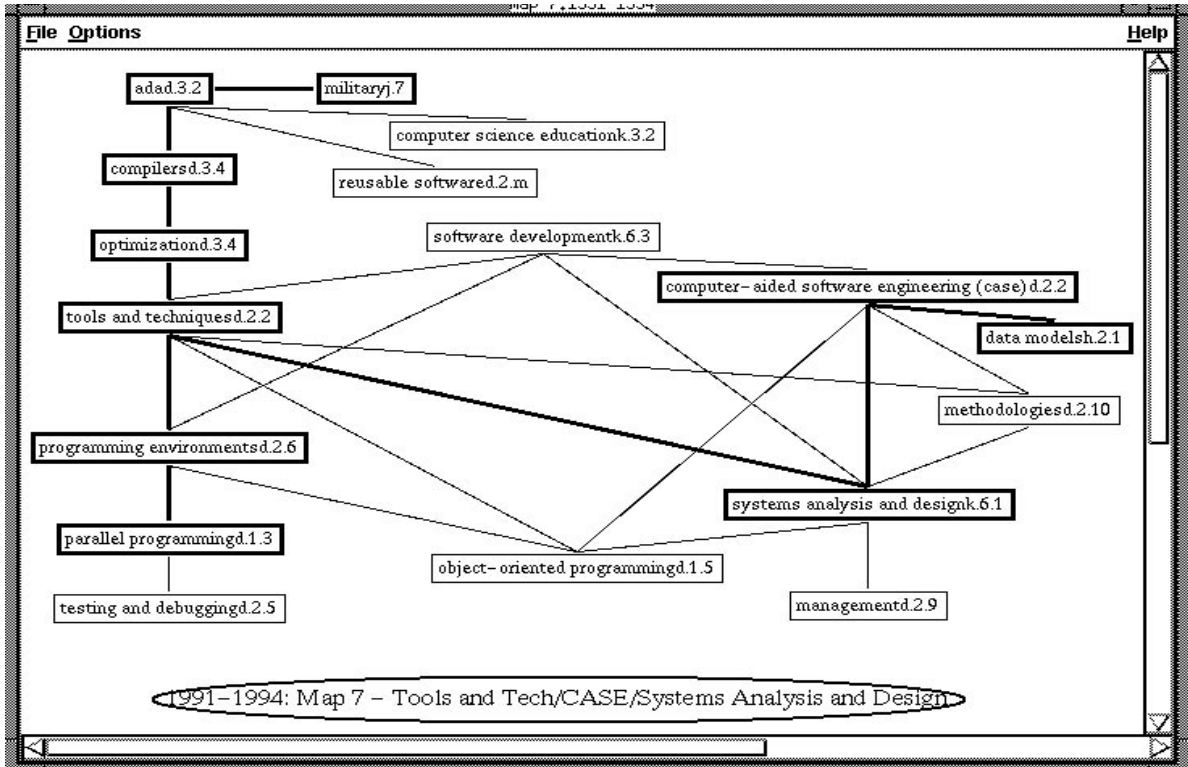 Map 7:1991-1994
File Options Help
adad.3.2
militaryj.7
computer science educationk.3.2
compilersd.3.4
reusable softwared.2.m
optimizationd.3.4
software developmentk.6.3
computer-aided software engineering (case) d.2.2
tools and techniquesd.2.2
data modelsh.2.1
methodologiesd.2.10
programming environmentsd.2.6
systems analysis and designk.6.1
parallel programmingd.1.3
object-oriented programmingd.1.5
testing and debuggingd.2.5
managementd.2.9
1991-1994: Map 7 - Tools and Tech/CASE/Systems Analysis and Design